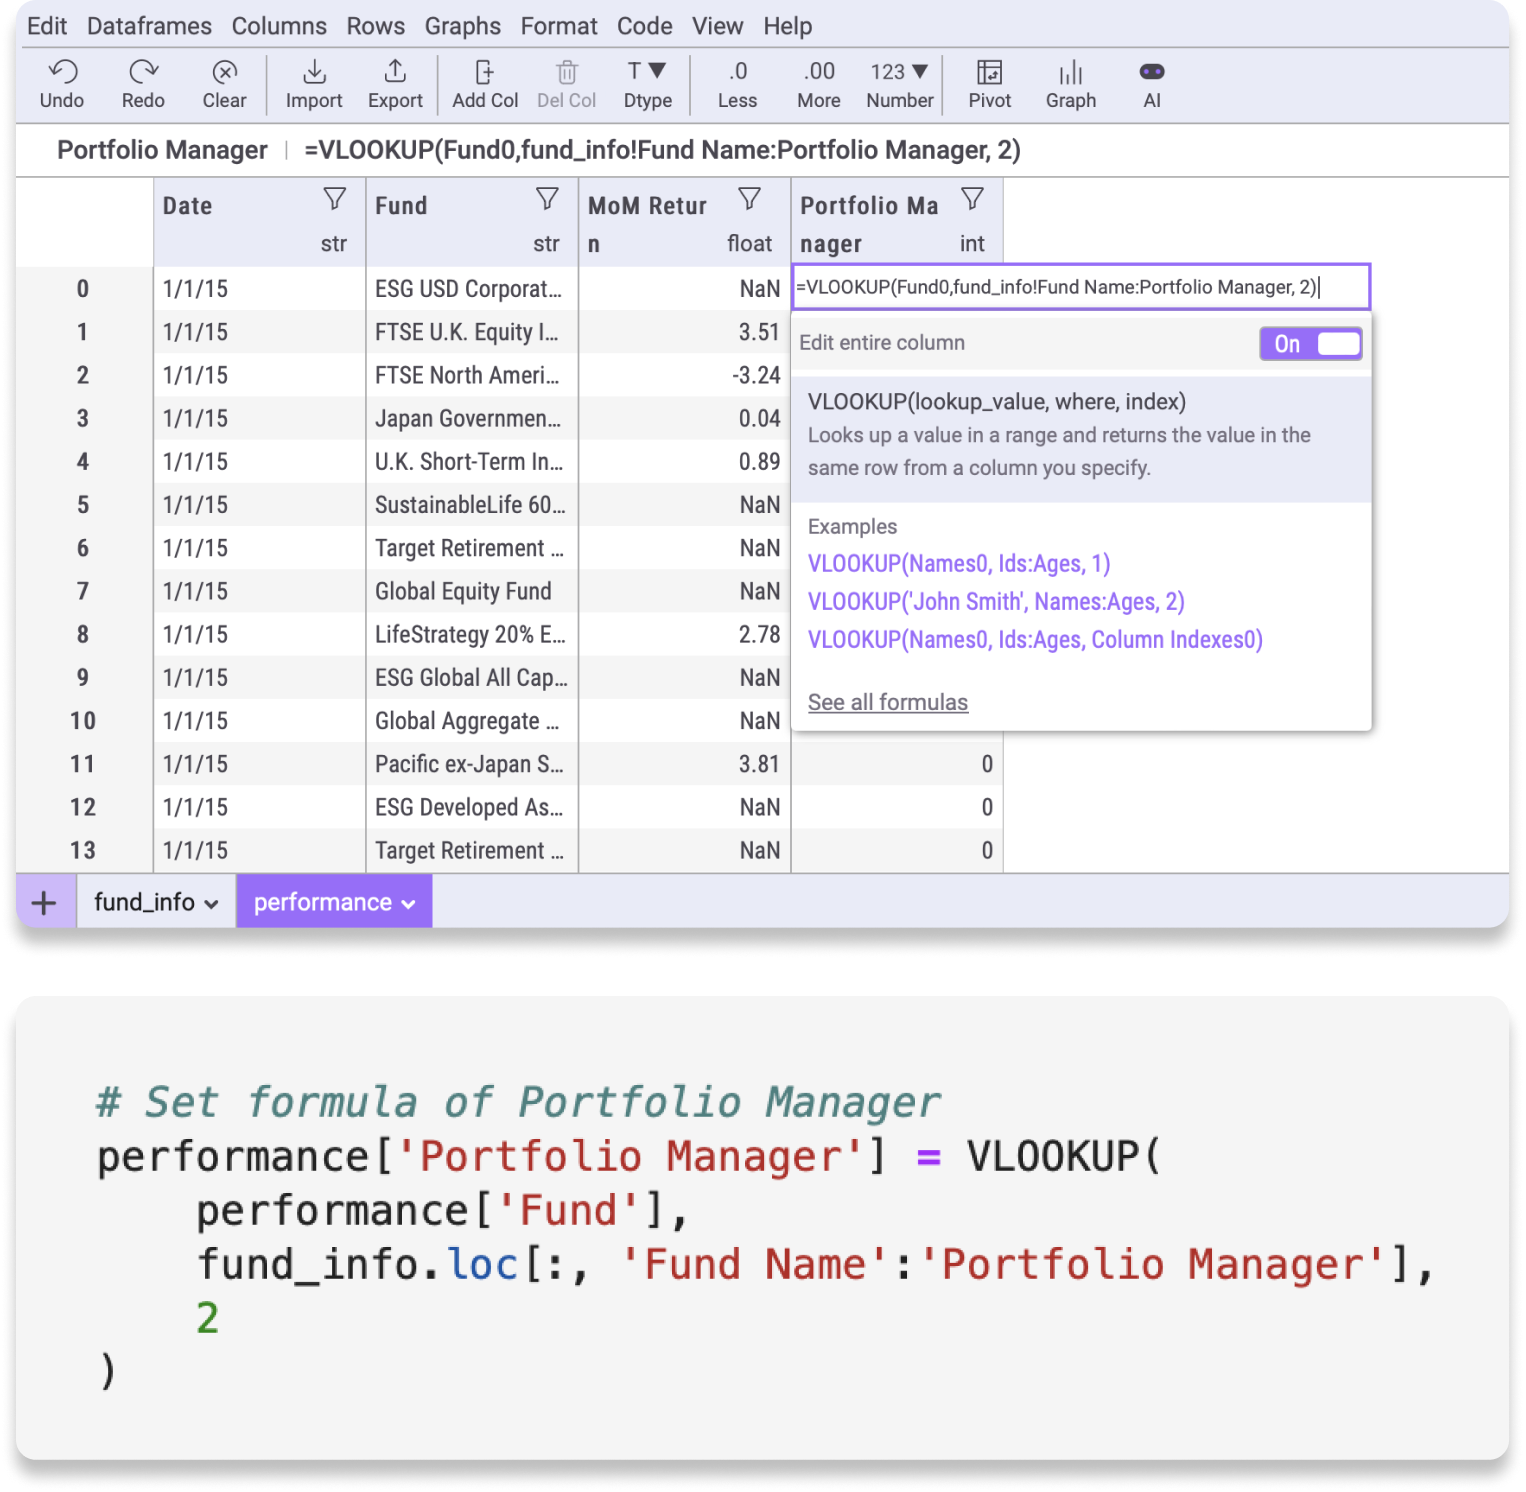 Edit Dataframes Columns Rows Graphs Format Code View Help
T .0 .00 123
Undo Redo Clear Import Export Add Col Del Col Dtype Less More Number Pivot Graph AI
Portfolio Manager | =VLOOKUP(Fund0,fund_info!Fund Name:Portfolio Manager, 2)
Date Fund MoM Retur Portfolio Ma
str str n float nager int
0 1/1/15 ESG USD Corporat... NaN =VLOOKUP(Fund0,fund_info!Fund Name:Portfolio Manager, 2)
1 1/1/15 FTSE U.K. Equity I... 3.51
2 1/1/15 FTSE North Ameri... -3.24
3 1/1/15 Japan Governmen... 0.04
4 1/1/15 U.K. Short-Term In... 0.89
5 1/1/15 SustainableLife 60... NaN
6 1/1/15 Target Retirement ... NaN
7 1/1/15 Global Equity Fund NaN
8 1/1/15 LifeStrategy 20% E... 2.78
9 1/1/15 ESG Global All Cap... NaN
10 1/1/15 Global Aggregate ... NaN
11 1/1/15 Pacific ex-Japan S... 3.81 0
12 1/1/15 ESG Developed As... NaN 0
13 1/1/15 Target Retirement ... NaN 0
Edit entire column On
VLOOKUP(lookup_value, where, index)
Looks up a value in a range and returns the value in the
same row from a column you specify.
Examples
VLOOKUP(Names0, Ids:Ages, 1)
VLOOKUP('John Smith', Names:Ages, 2)
VLOOKUP(Names0, Ids:Ages, Column Indexes0)
See all formulas
+ fund_info performance
# Set formula of Portfolio Manager
performance['Portfolio Manager'] = VLOOKUP(
    performance['Fund'],
    fund_info.loc[:, 'Fund Name':'Portfolio Manager'],
    2
)